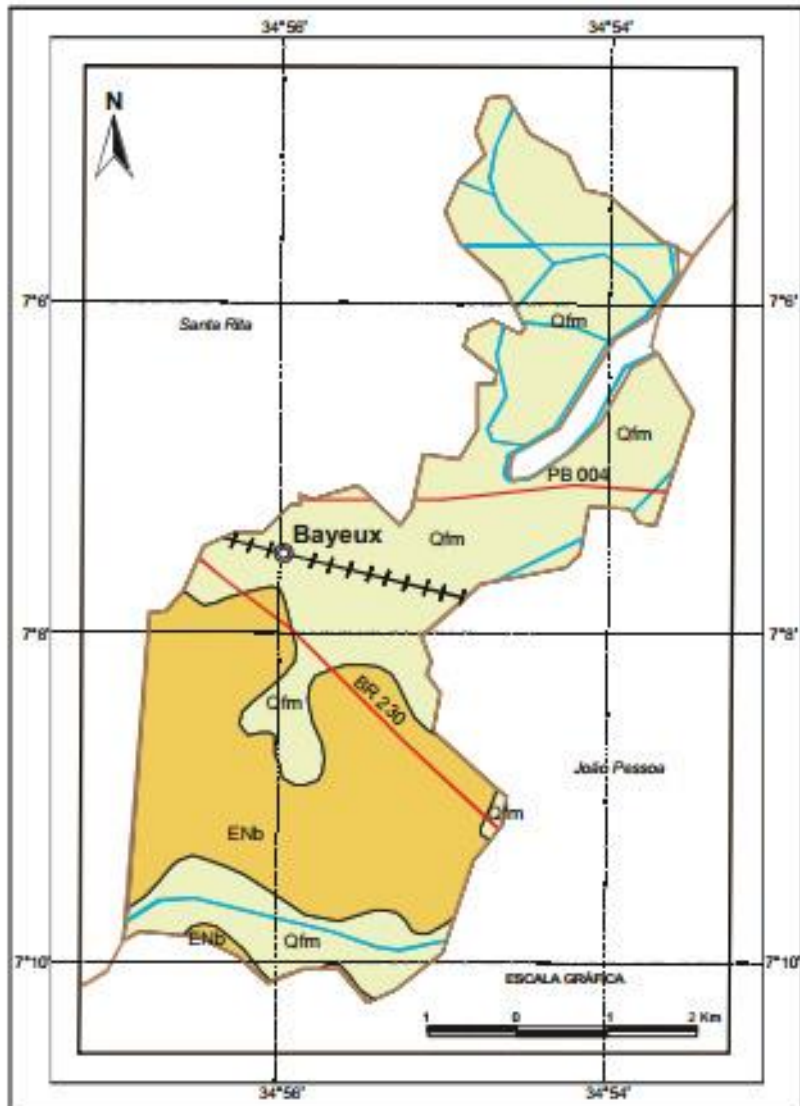 34°56'
34°54'
N
7°6'
7°6'
Santa Rita
Qfm
Qfm
PB 004
Bayeux
Qfm
7°8'
7°8'
Qfm
BR 230
João Pessoa
Qfm
ENb
ENb
Qfm
7°10'
7°10'
ESCALA GRÁFICA
1 0 1 2 Km
34°56'
34°54'